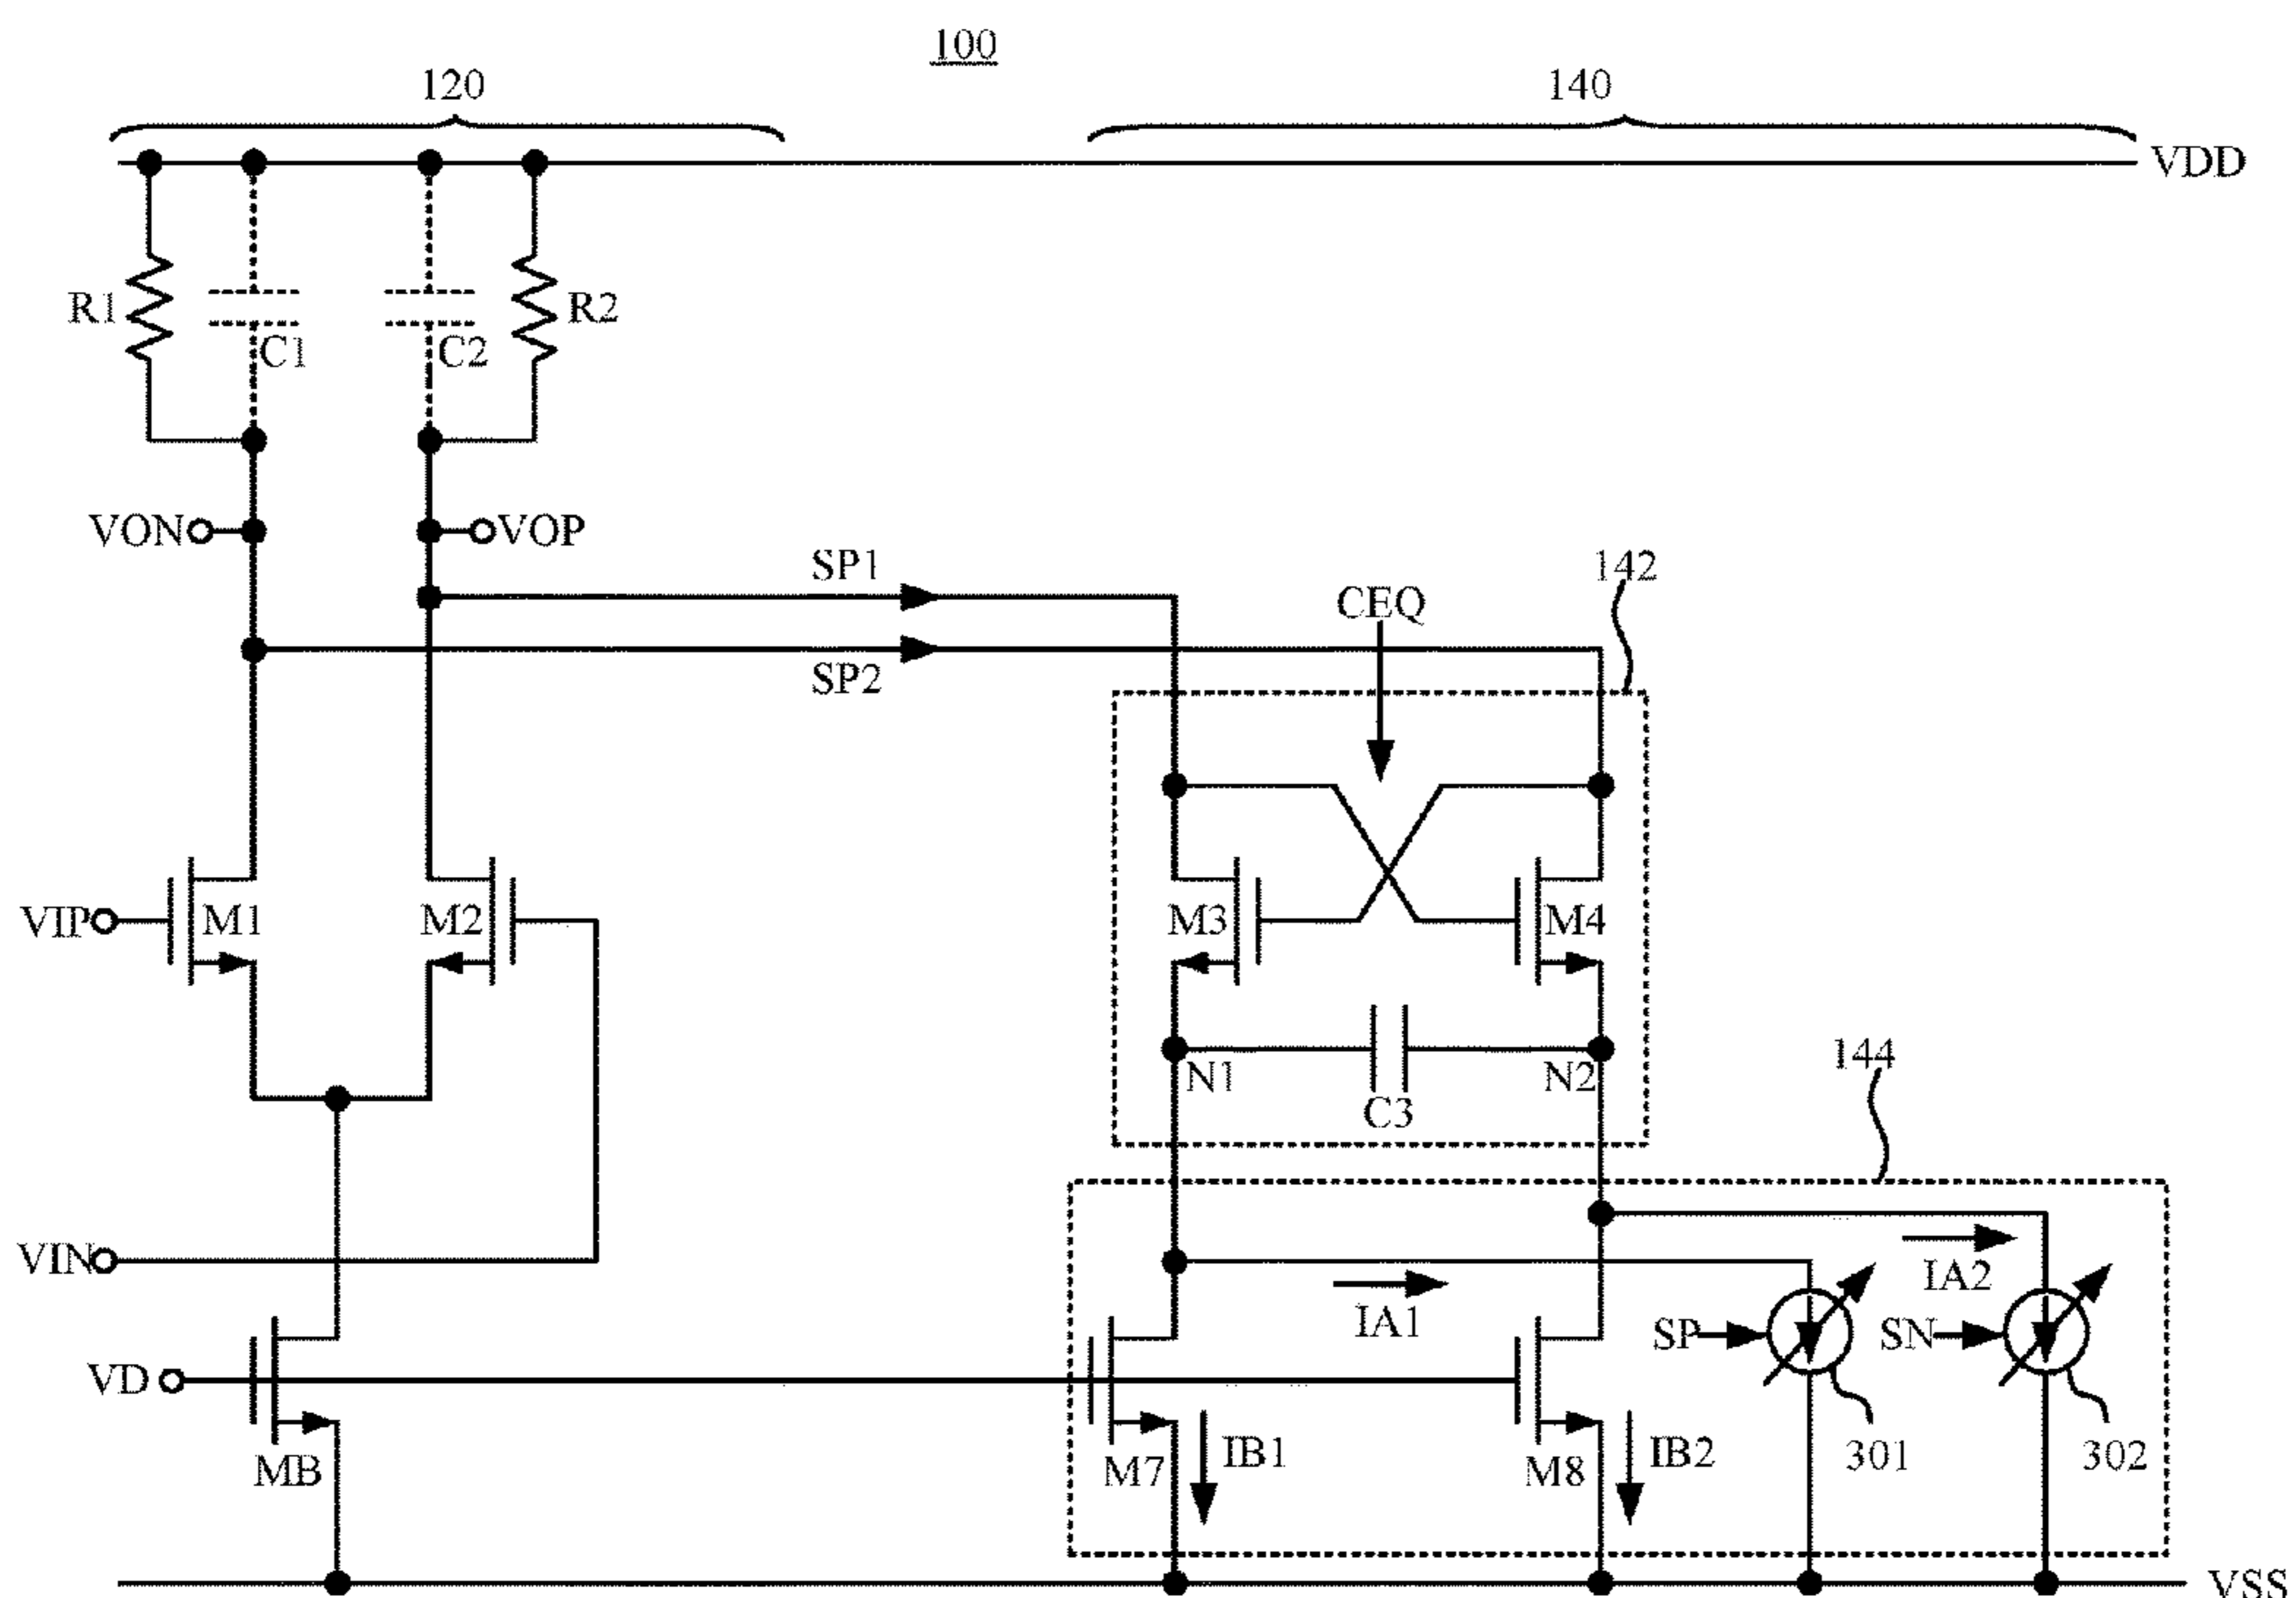 100
120
140
VDD
R1
C1
C2
R2
VON
VOP
SP1
SP2
CEQ
142
VIP
M1
M2
M3
M4
N1
N2
C3
144
VIN
IA1
IA2
SP
SN
VD
MB
M7
IB1
M8
IB2
301
302
VSS